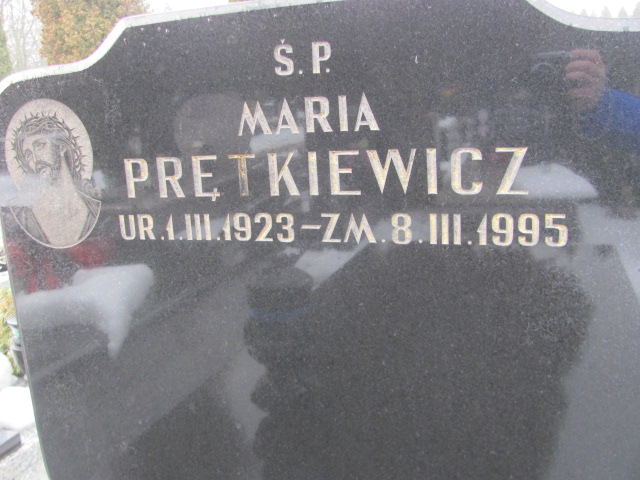 Ś.P.
MARIA
PRĘTKIEWICZ
UR.1.III.1923 – ZM.8.III.1995